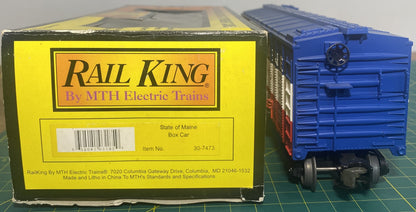 RAIL KING®
By MTH Electric Trains
State of Maine
Box Car
Item No. 30-7473
RailKing By MTH Electric Trains® 7020 Columbia Gateway Drive, Columbia, MD 21046-1532
Made and Litho in China To MTH's Standards and Specifications